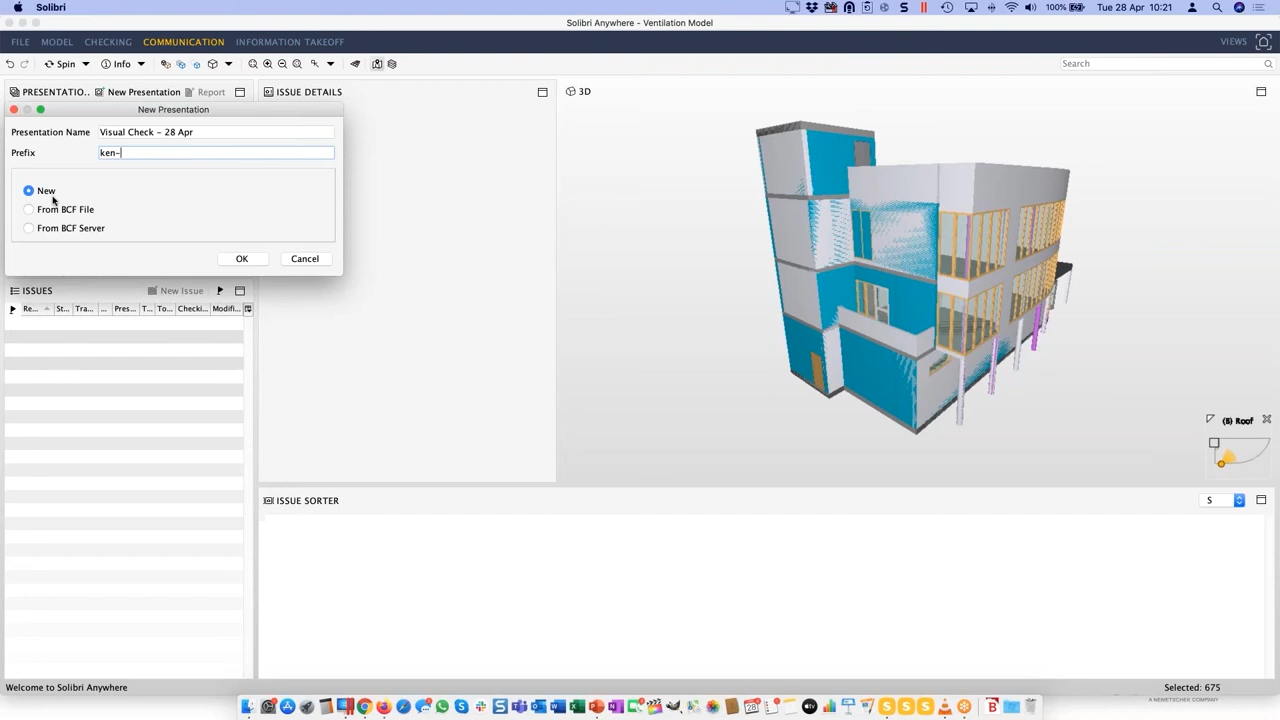 Solibri
100%
Tue 28 Apr 10:21
Solibri Anywhere - Ventilation Model
FILE MODEL CHECKING COMMUNICATION INFORMATION TAKEOFF VIEWS
Spin Info Search
PRESENTATIO... New Presentation Report
ISSUE DETAILS
3D
New Presentation
Presentation Name Visual Check - 28 Apr
Prefix ken-
New
From BCF File
From BCF Server
OK Cancel
ISSUES New Issue
Re... St... Tra... ... Pres... T... To... Checki... Modifi...
(B) Roof
ISSUE SORTER S
Welcome to Solibri Anywhere
Selected: 675
A NEMETSCHEK COMPANY